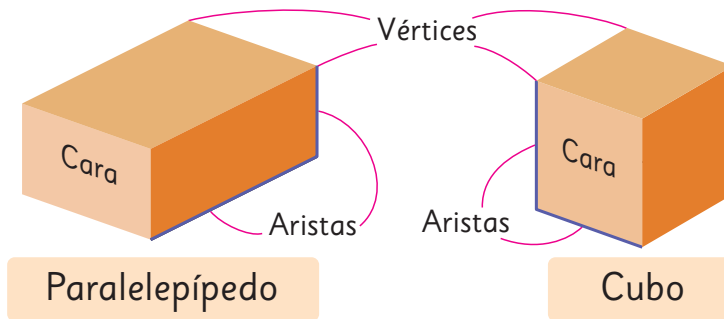 Vértices
Cara
Cara
Aristas
Aristas
Paralelepípedo
Cubo